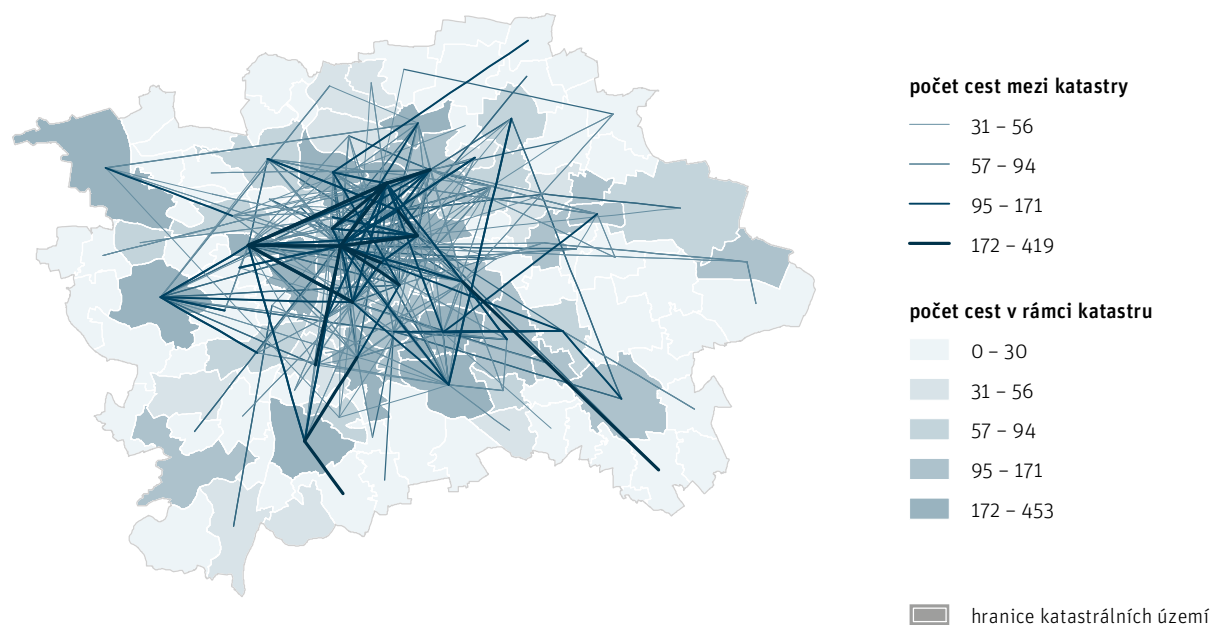 počet cest mezi katastry
31 – 56
57 – 94
95 – 171
172 – 419
počet cest v rámci katastru
0 – 30
31 – 56
57 – 94
95 – 171
172 – 453
hranice katastrálních území